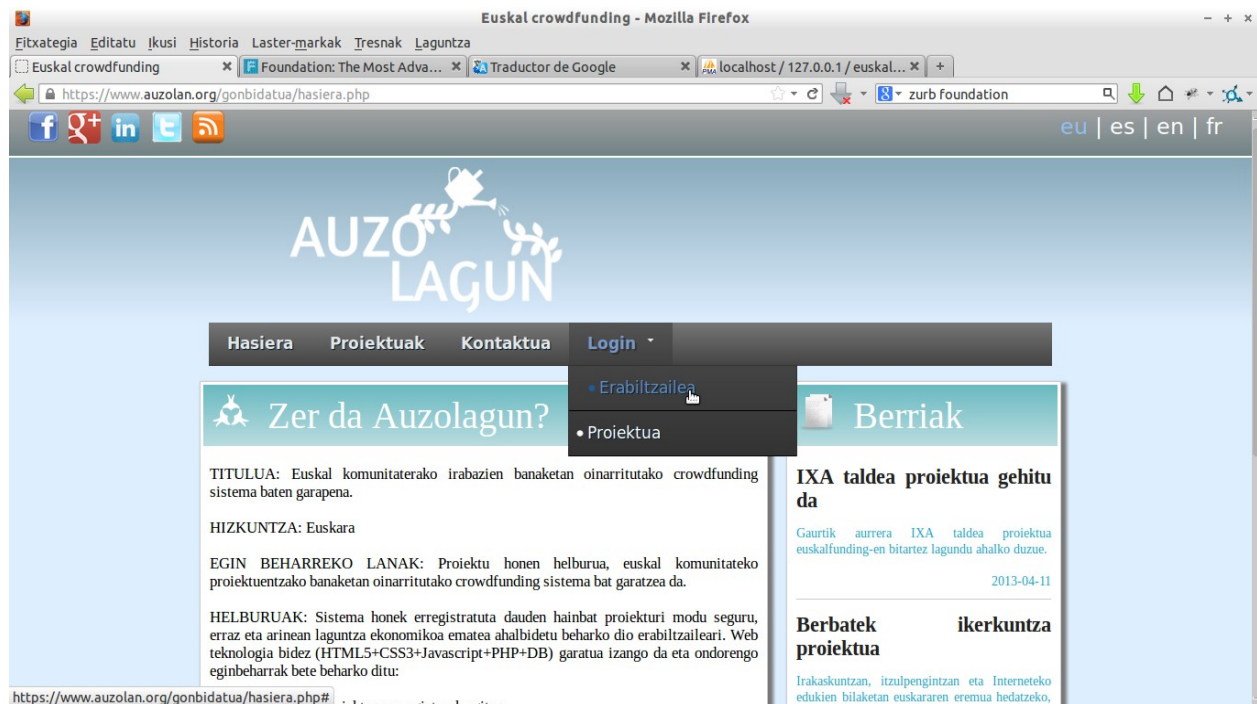 Euskal crowdfunding - Mozilla Firefox
Fitxategia Editatu Ikusi Historia Laster-markak Tresnak Laguntza
Euskal crowdfunding
Foundation: The Most Adva...
Traductor de Google
localhost / 127.0.0.1 / euskal...
https://www.auzolan.org/gonbidatua/hasiera.php
zurb foundation
eu | es | en | fr
AUZO
LAGUN
Hasiera Proiektuak Kontaktua Login
Erabiltzailea
Proiektua
Zer da Auzolagun?
TITULUA: Euskal komunitaterako irabazien banaketan oinarritutako crowdfunding
sistema baten garapena.
HIZKUNTZA: Euskara
EGIN BEHARREKO LANAK: Proiektu honen helburua, euskal komunitateko
proiektuentzako banaketan oinarritutako crowdfunding sistema bat garatzea da.
HELBURUAK: Sistema honek erregistratuta dauden hainbat proiekturi modu seguru,
erraz eta arinean laguntza ekonomikoa ematea ahalbidetu beharko dio erabiltzaileari. Web
teknologia bidez (HTML5+CSS3+Javascript+PHP+DB) garatua izango da eta ondorengo
eginbeharrak bete beharko ditu:
Berriak
IXA taldea proiektua gehitu
da
Gaurtik aurrera IXA taldea proiektua
euskalfunding-en bitartez lagundu ahalko duzue.
2013-04-11
Berbatek ikerkuntza
proiektua
Irakaskuntzan, itzulpengintzan eta Interneteko
edukien bilaketan euskararen eremua hedatzeko,
https://www.auzolan.org/gonbidatua/hasiera.php#